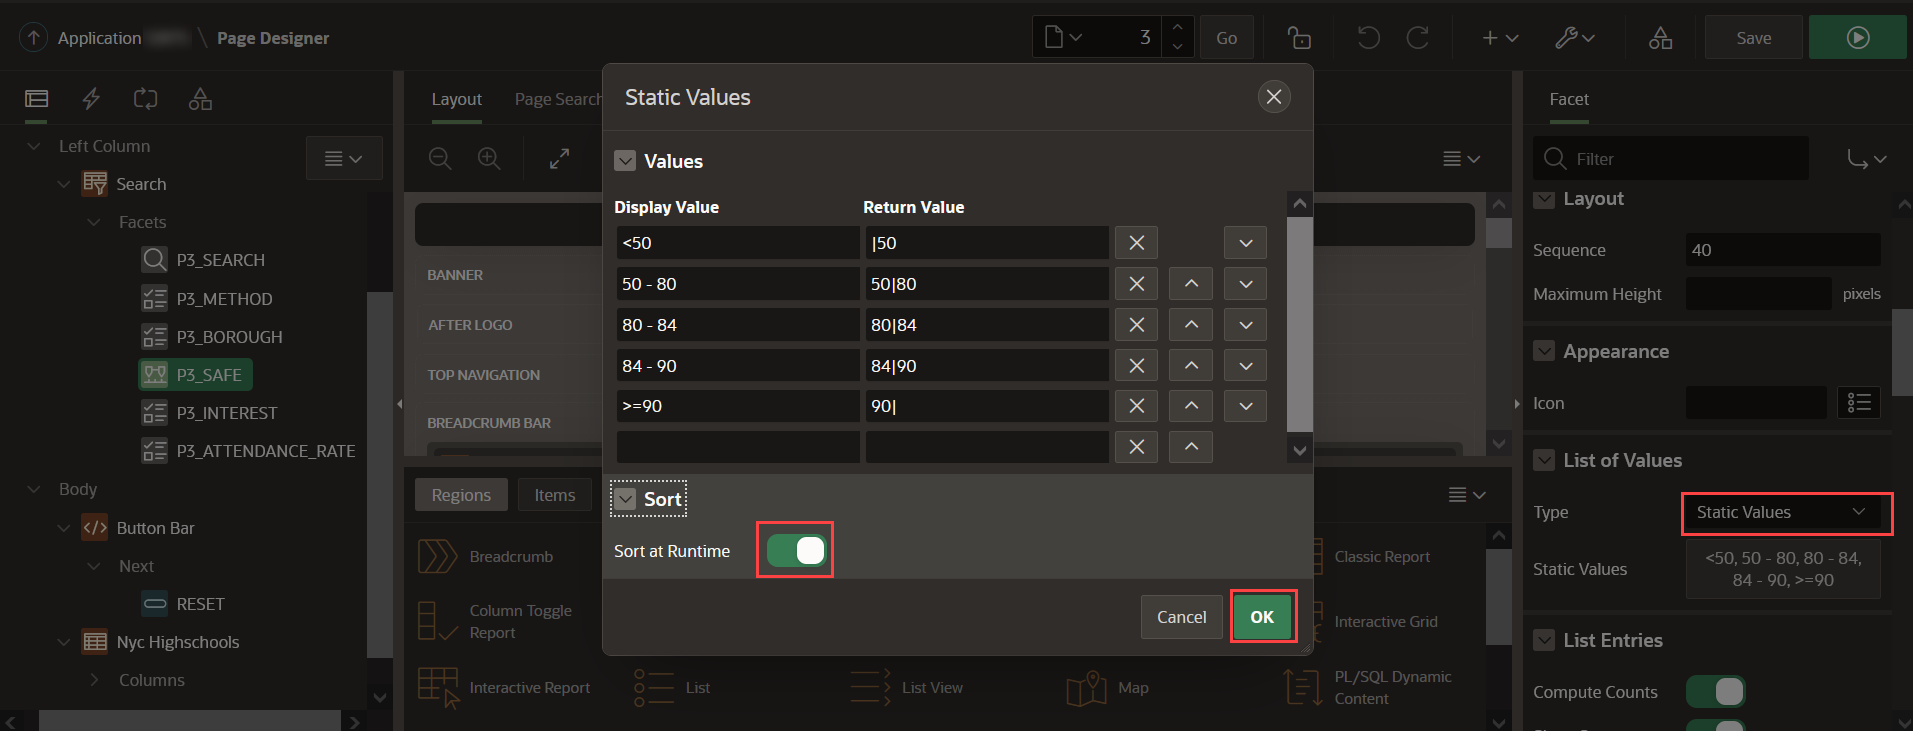 Application \ Page Designer
3
Go
Save
Left Column
Search
Facets
P3_SEARCH
P3_METHOD
P3_BOROUGH
P3_SAFE
P3_INTEREST
P3_ATTENDANCE_RATE
Body
Button Bar
Next
RESET
Nyc Highschools
Columns
Layout
Page Search
BANNER
AFTER LOGO
TOP NAVIGATION
BREADCRUMB BAR
Regions
Items
Breadcrumb
Classic Report
Column Toggle
Report
Interactive Grid
Interactive Report
List
List View
Map
PL/SQL Dynamic
Content
Static Values
Values
Display Value
Return Value
<50
|50
50 - 80
50|80
80 - 84
80|84
84 - 90
84|90
>=90
90|
Sort
Sort at Runtime
Cancel
OK
Facet
Filter
Layout
Sequence
40
Maximum Height
pixels
Appearance
Icon
List of Values
Type
Static Values
Static Values
<50, 50 - 80, 80 - 84,
84 - 90, >=90
List Entries
Compute Counts